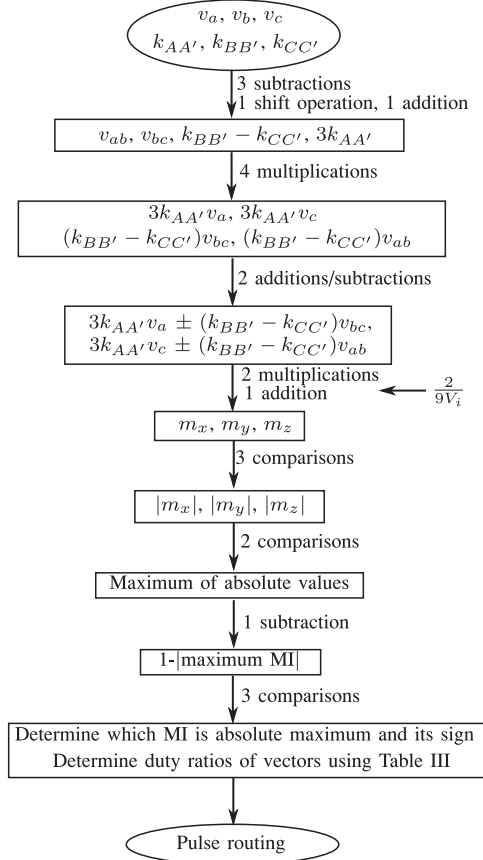 v_a, v_b, v_c
k_{AA'}, k_{BB'}, k_{CC'}
3 subtractions
1 shift operation, 1 addition
v_{ab}, v_{bc}, k_{BB'} − k_{CC'}, 3k_{AA'}
4 multiplications
3k_{AA'}v_a, 3k_{AA'}v_c
(k_{BB'} − k_{CC'})v_{bc}, (k_{BB'} − k_{CC'})v_{ab}
2 additions/subtractions
3k_{AA'}v_a ± (k_{BB'} − k_{CC'})v_{bc},
3k_{AA'}v_c ± (k_{BB'} − k_{CC'})v_{ab}
2 multiplications
1 addition
\frac{2}{9V_i}
m_x, m_y, m_z
3 comparisons
|m_x|, |m_y|, |m_z|
2 comparisons
Maximum of absolute values
1 subtraction
1-|maximum MI|
3 comparisons
Determine which MI is absolute maximum and its sign
Determine duty ratios of vectors using Table III
Pulse routing